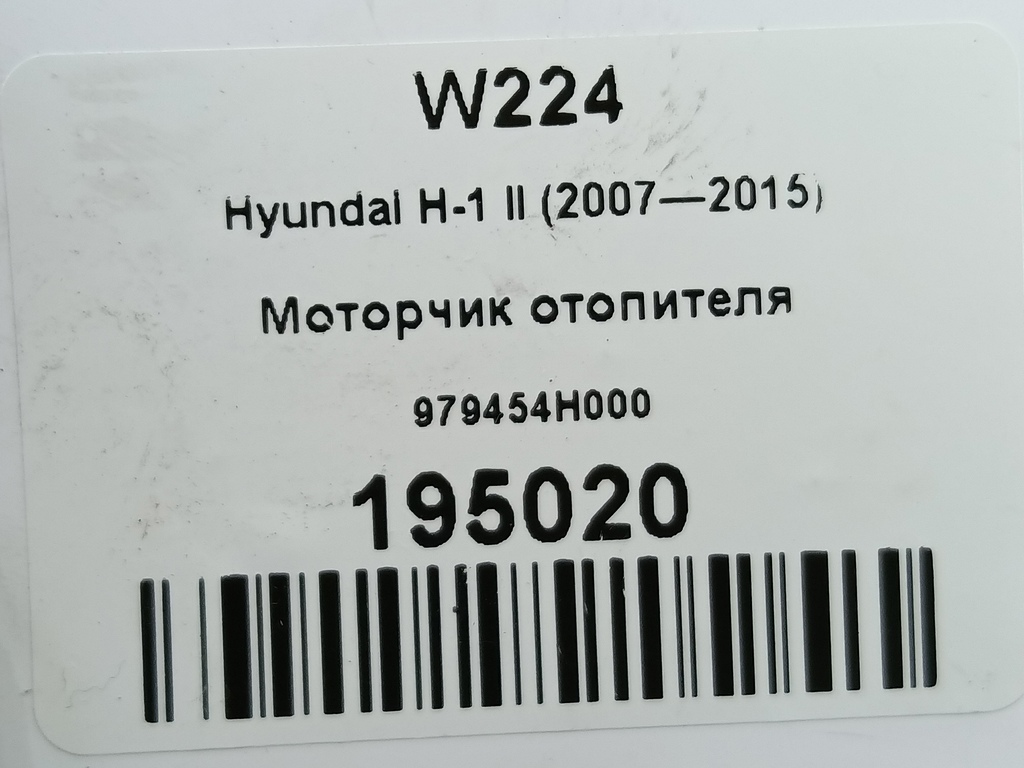 W224
Hyundai H-1 II (2007—2015)
Моторчик отопителя
979454H000
195020